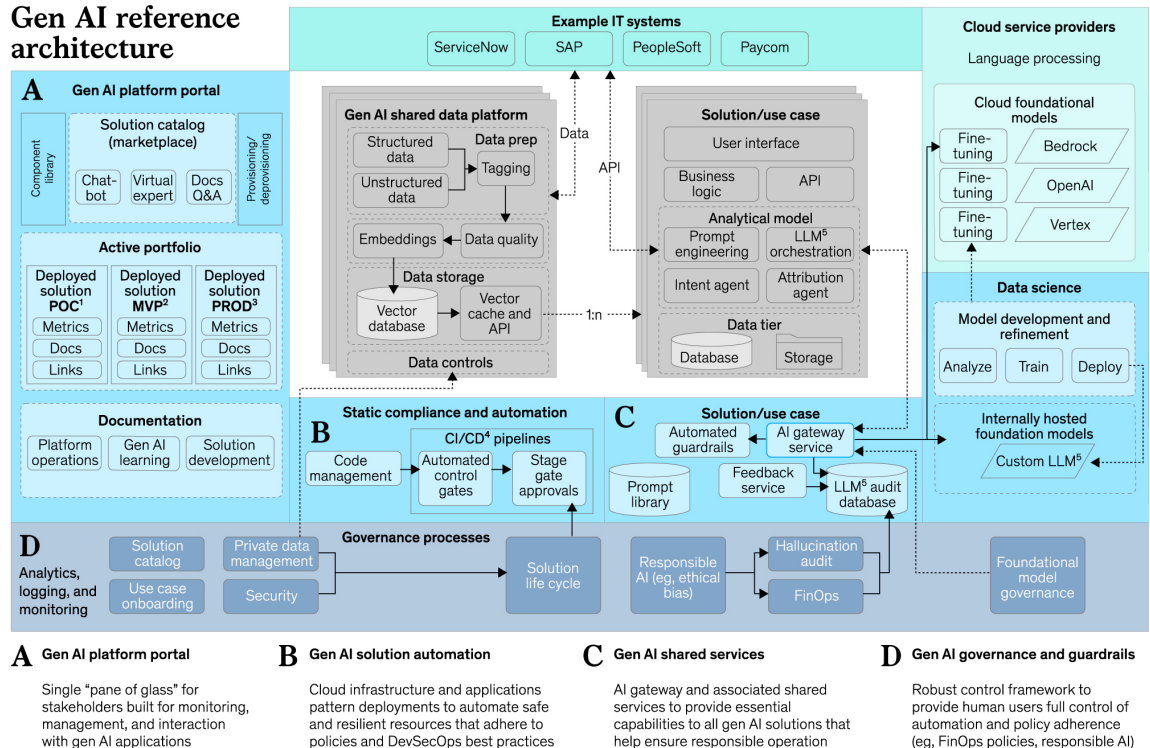 Gen AI reference
architecture
Example IT systems
ServiceNow
SAP
PeopleSoft
Paycom
Cloud service providers
Language processing
Cloud foundational
models
Fine-
tuning
Bedrock
Fine-
tuning
OpenAI
Fine-
tuning
Vertex
A
Gen AI platform portal
Component
library
Solution catalog
(marketplace)
Chat-
bot
Virtual
expert
Docs
Q&A
Provisioning/
deprovisioning
Active portfolio
Deployed
solution
POC¹
Metrics
Docs
Links
Deployed
solution
MVP²
Metrics
Docs
Links
Deployed
solution
PROD³
Metrics
Docs
Links
Documentation
Platform
operations
Gen AI
learning
Solution
development
Gen AI shared data platform
Data prep
Structured
data
Unstructured
data
Tagging
Embeddings
Data quality
Data storage
Vector
database
Vector
cache and
API
Data controls
Data
API
1:n
Solution/use case
User interface
Business
logic
API
Analytical model
Prompt
engineering
LLM⁵
orchestration
Intent agent
Attribution
agent
Data tier
Database
Storage
Data science
Model development and
refinement
Analyze
Train
Deploy
Internally hosted
foundation models
Custom LLM⁵
B
Static compliance and automation
CI/CD⁴ pipelines
Code
management
Automated
control
gates
Stage
gate
approvals
C
Solution/use case
Automated
guardrails
AI gateway
service
Feedback
service
Prompt
library
LLM⁵ audit
database
D
Analytics,
logging, and
monitoring
Governance processes
Solution
catalog
Use case
onboarding
Private data
management
Security
Solution
life cycle
Responsible
AI (eg, ethical
bias)
Hallucination
audit
FinOps
Foundational
model
governance
A
Gen AI platform portal
Single “pane of glass” for
stakeholders built for monitoring,
management, and interaction
with gen AI applications
B
Gen AI solution automation
Cloud infrastructure and applications
pattern deployments to automate safe
and resilient resources that adhere to
policies and DevSecOps best practices
C
Gen AI shared services
AI gateway and associated shared
services to provide essential
capabilities to all gen AI solutions that
help ensure responsible operation
D
Gen AI governance and guardrails
Robust control framework to
provide human users full control of
automation and policy adherence
(eg, FinOps policies, responsible AI)